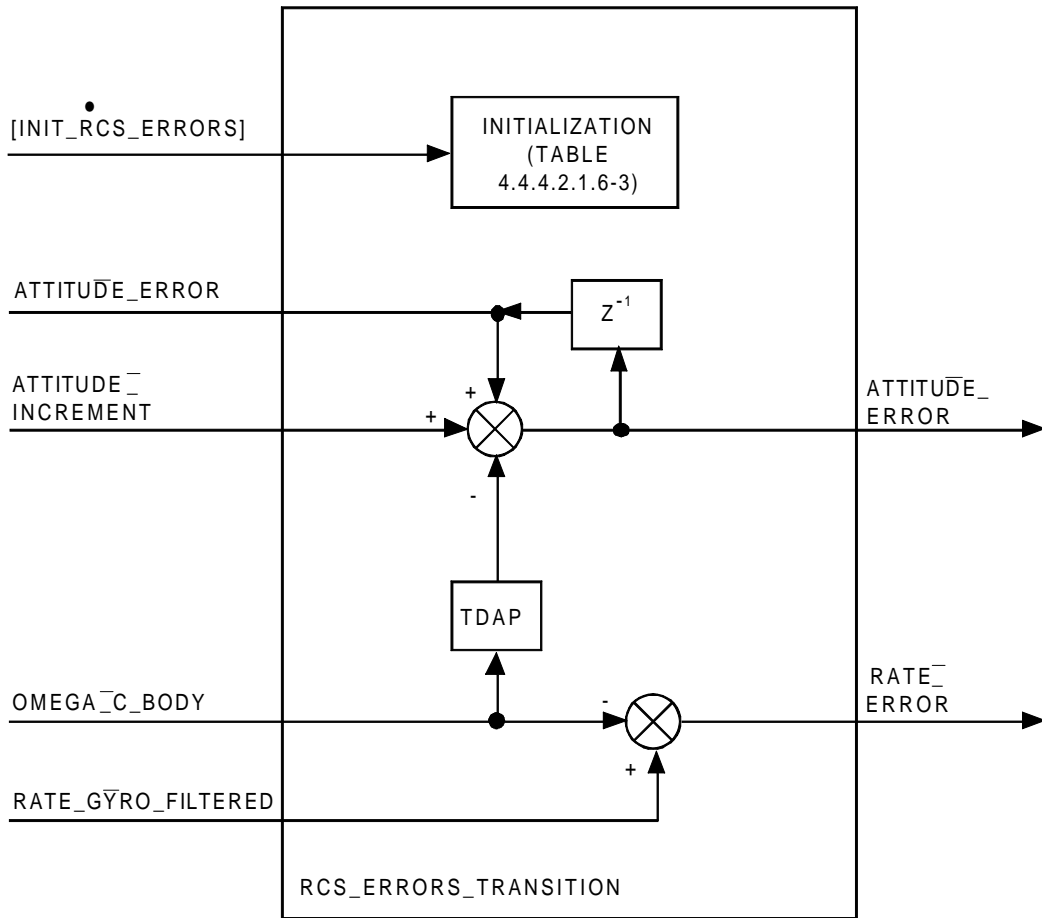 [INIT_RCS_ERRORS]
INITIALIZATION
(TABLE
4.4.4.2.1.6-3)
ATTITUDE_ERROR
Z-1
ATTITUDE_
INCREMENT
+
+
-
ATTITUDE_
ERROR
TDAP
OMEGA_C_BODY
-
+
RATE_
ERROR
RATE_GYRO_FILTERED
RCS_ERRORS_TRANSITION